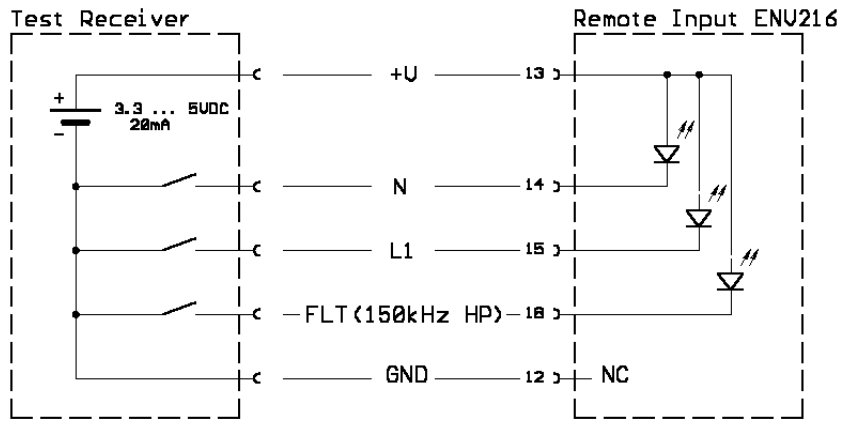 Test Receiver
Remote Input ENV216
+V
13
+
3.3 ... 5VDC
20mA
-
N
14
L1
15
FLT(150kHz HP)
16
GND
12
NC